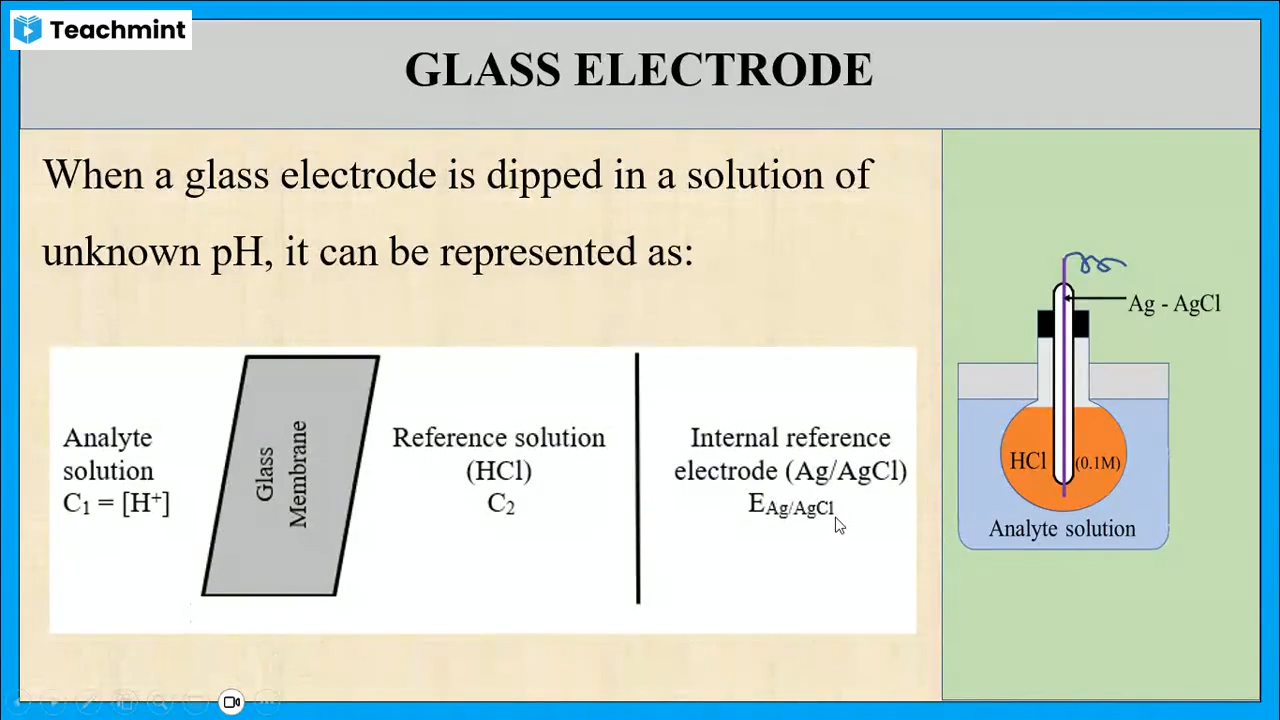 Teachmint
GLASS ELECTRODE
When a glass electrode is dipped in a solution of
unknown pH, it can be represented as:
Analyte
solution
C₁ = [H⁺]
Glass
Membrane
Reference solution
(HCl)
C₂
Internal reference
electrode (Ag/AgCl)
E_Ag/AgCl
Ag - AgCl
HCl (0.1M)
Analyte solution